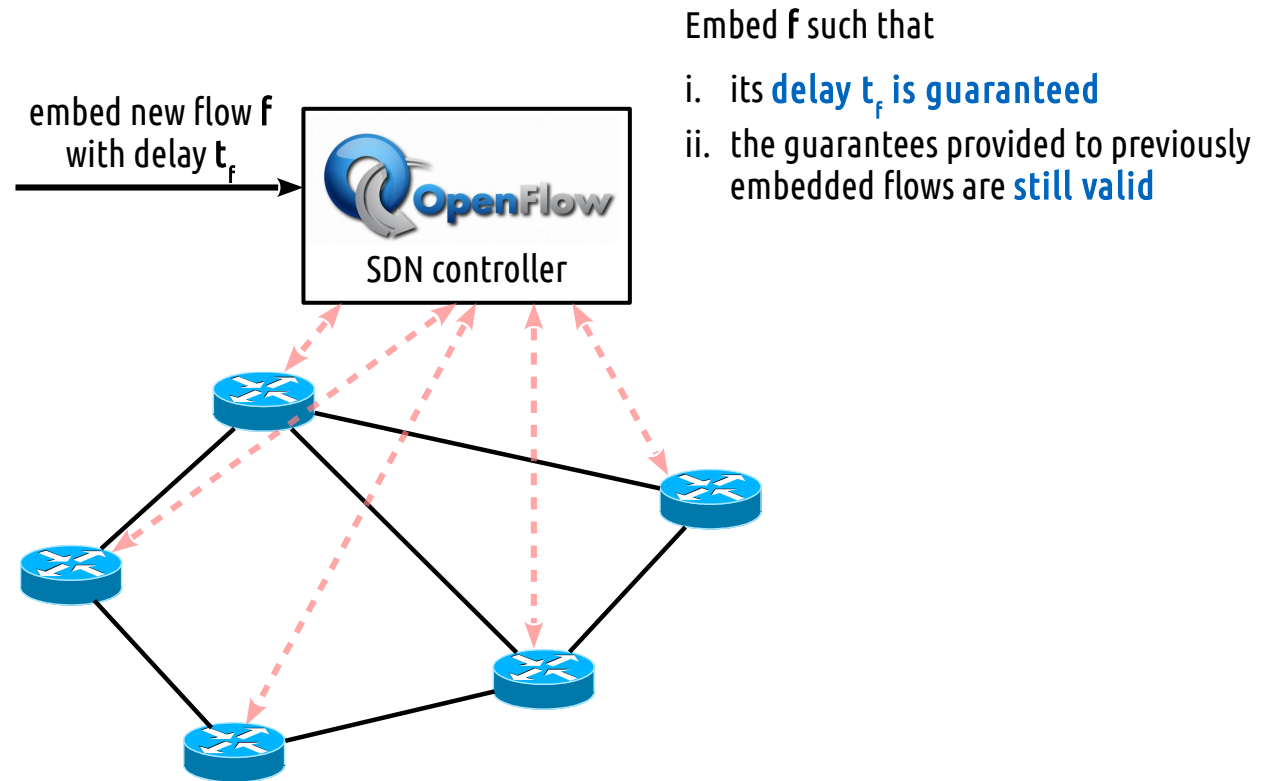 Embed f such that
i. its delay t_f is guaranteed
ii. the guarantees provided to previously
embedded flows are still valid
embed new flow f
with delay t_f
OpenFlow
SDN controller